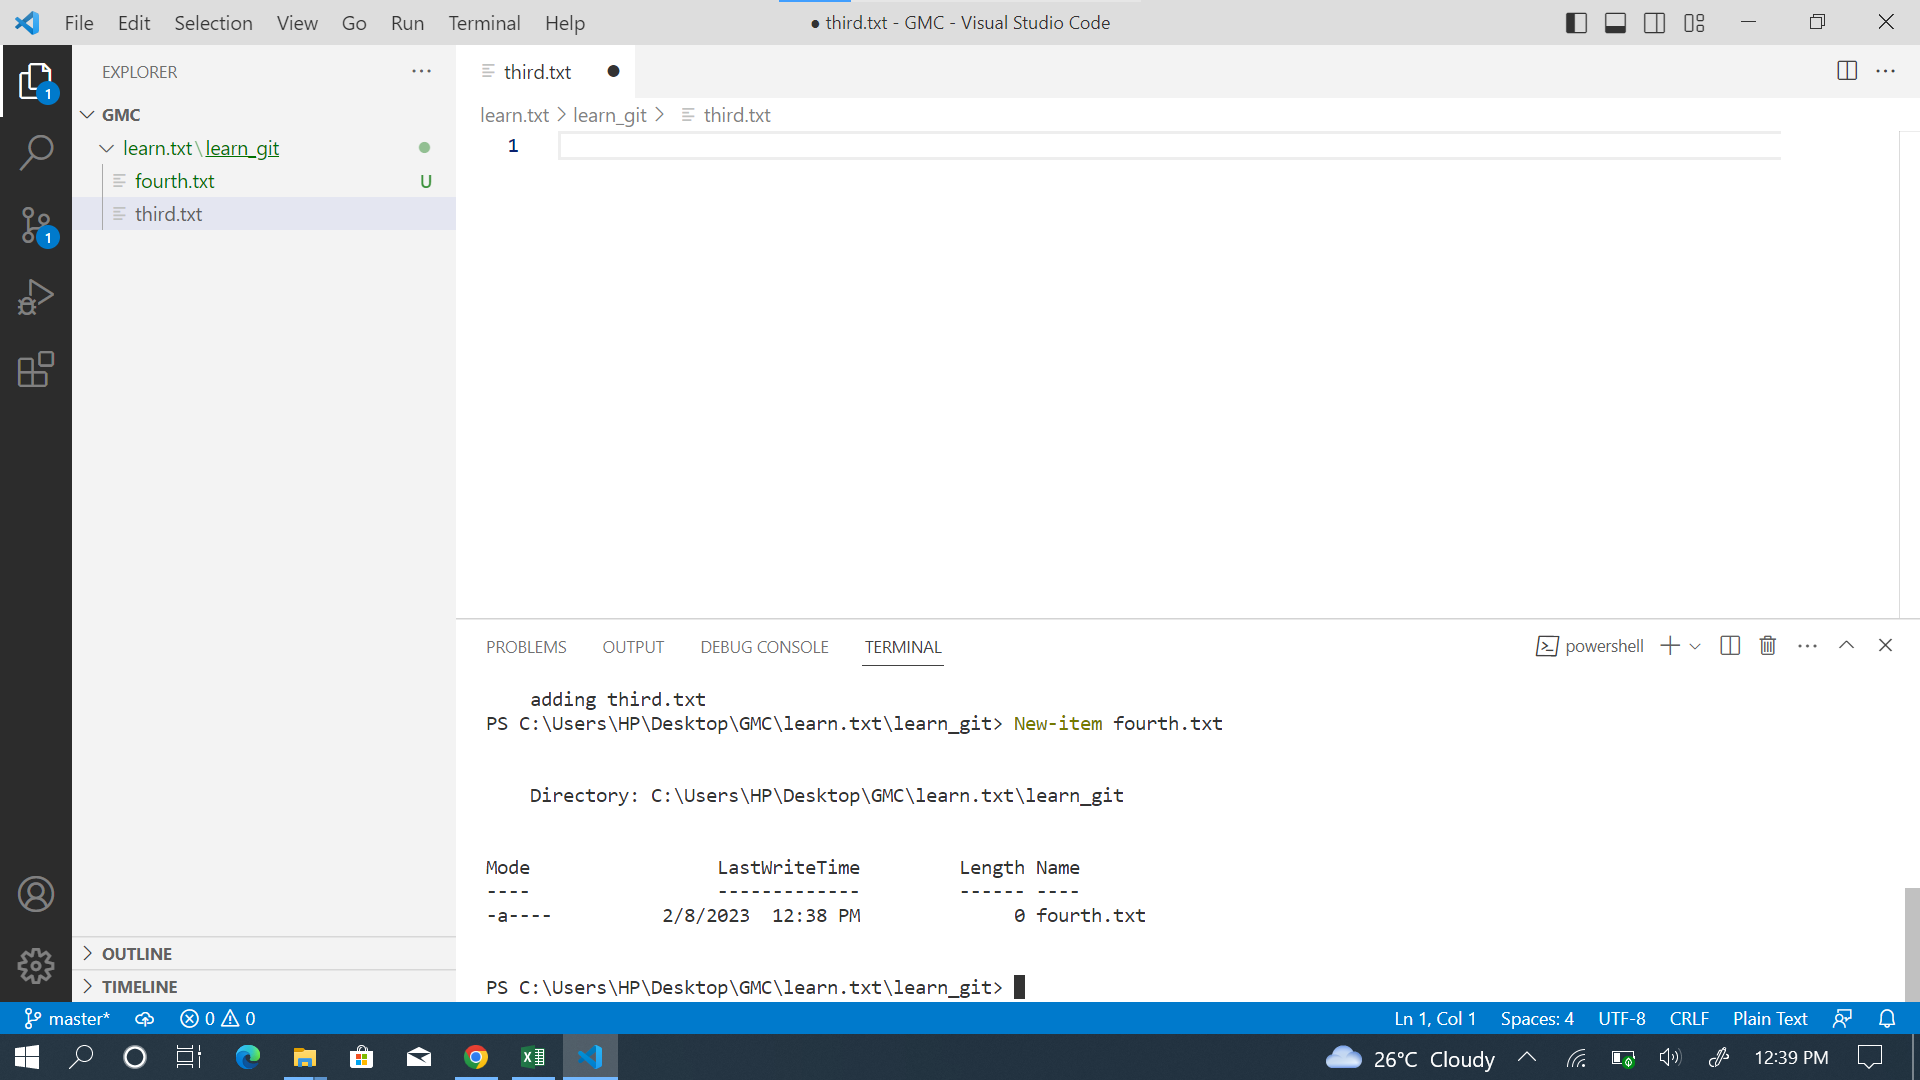 File Edit Selection View Go Run Terminal Help
● third.txt - GMC - Visual Studio Code
EXPLORER
GMC
learn.txt\learn_git
fourth.txt U
third.txt
OUTLINE
TIMELINE
1
1
third.txt
learn.txt > learn_git > third.txt
1
PROBLEMS OUTPUT DEBUG CONSOLE TERMINAL
powershell
adding third.txt
PS C:\Users\HP\Desktop\GMC\learn.txt\learn_git> New-item fourth.txt
Directory: C:\Users\HP\Desktop\GMC\learn.txt\learn_git
Mode LastWriteTime Length Name
---- ------------- ------ ----
-a---- 2/8/2023 12:38 PM 0 fourth.txt
PS C:\Users\HP\Desktop\GMC\learn.txt\learn_git>
master* 0 0
Ln 1, Col 1 Spaces: 4 UTF-8 CRLF Plain Text
26°C Cloudy 12:39 PM